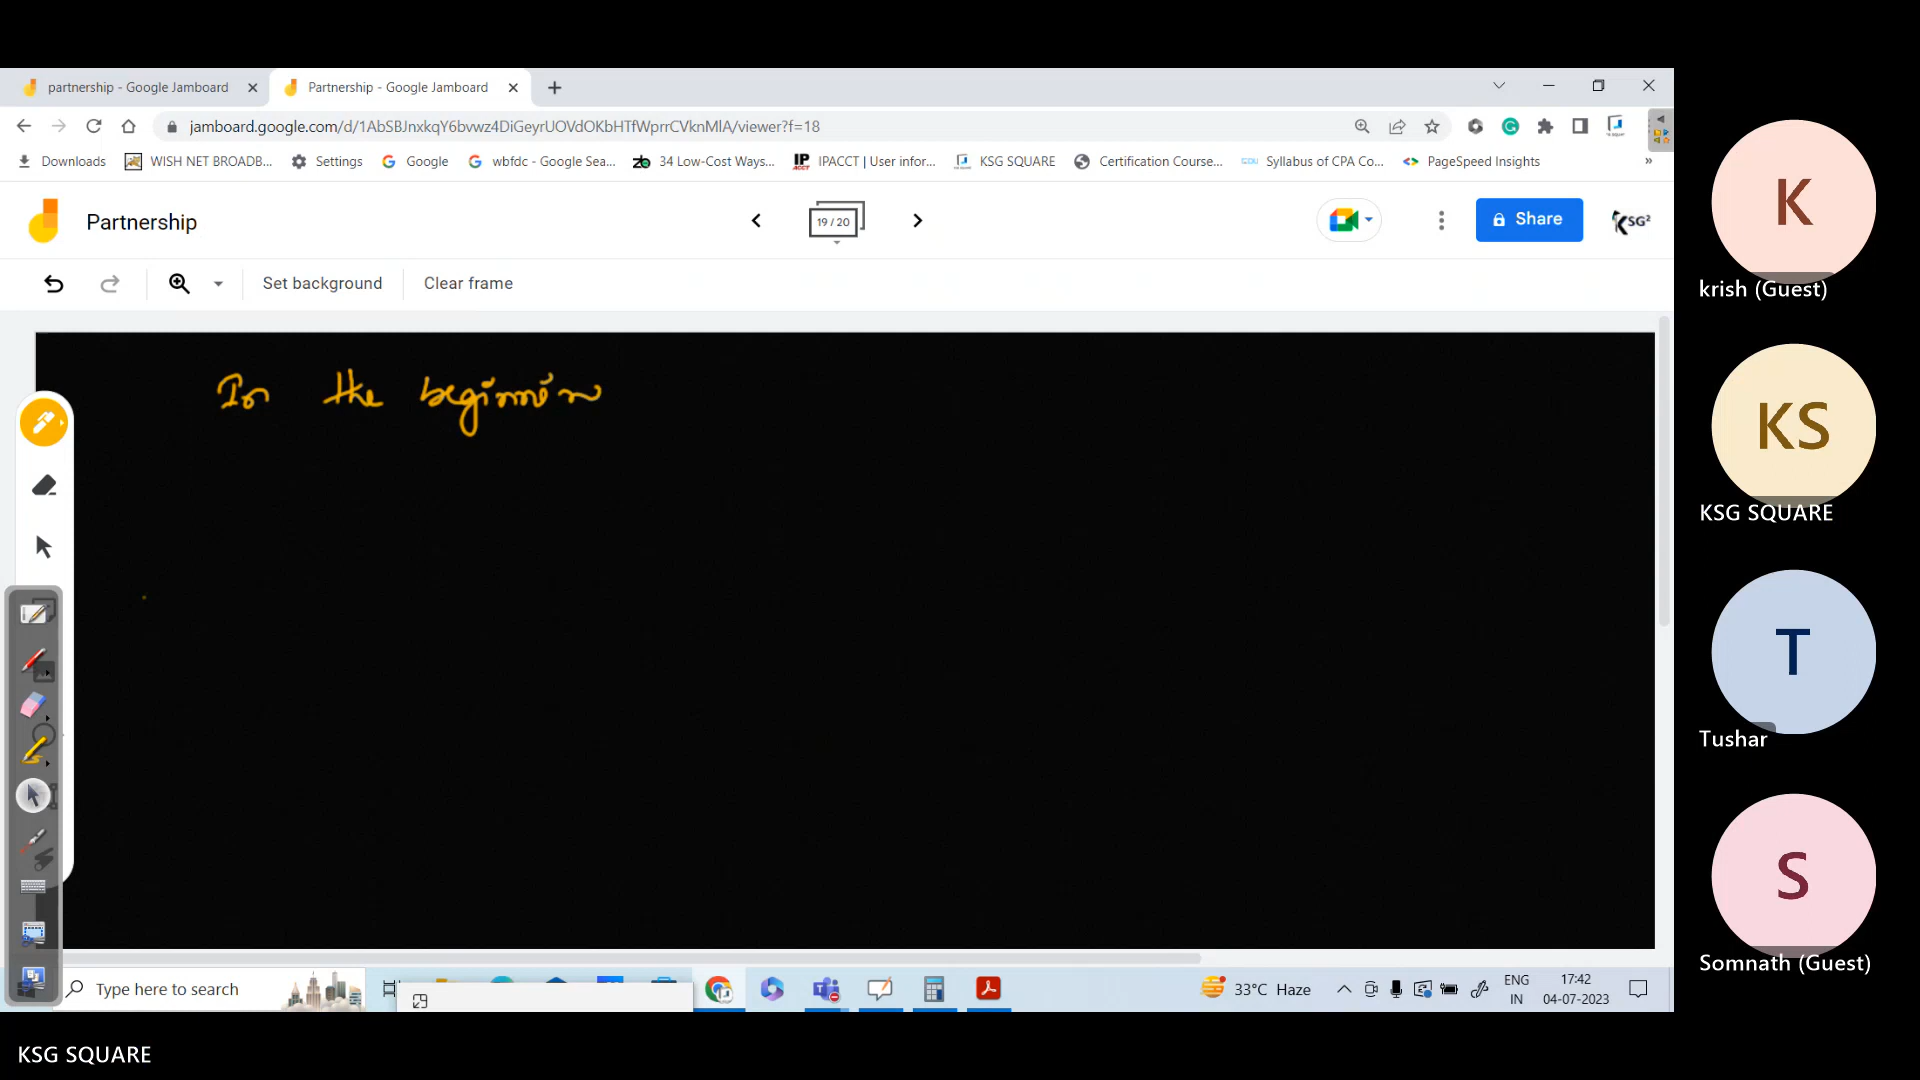 partnership - Google Jamboard
Partnership - Google Jamboard
jamboard.google.com/d/1AbSBJnxkqY6bvwz4DiGeyrUOVdOKbHTfWprrCVknMlA/viewer?f=18
Downloads WISH NET BROADB... Settings Google wbfdc - Google Sea... 34 Low-Cost Ways... IPACCT | User infor... KSG SQUARE Certification Course... Syllabus of CPA Co... PageSpeed Insights »
Partnership
19 / 20
Share
KSG²
Set background Clear frame
In the beginnin
Type here to search
33°C Haze
ENG
IN
17:42
04-07-2023
K
krish (Guest)
KS
KSG SQUARE
T
Tushar
S
Somnath (Guest)
KSG SQUARE